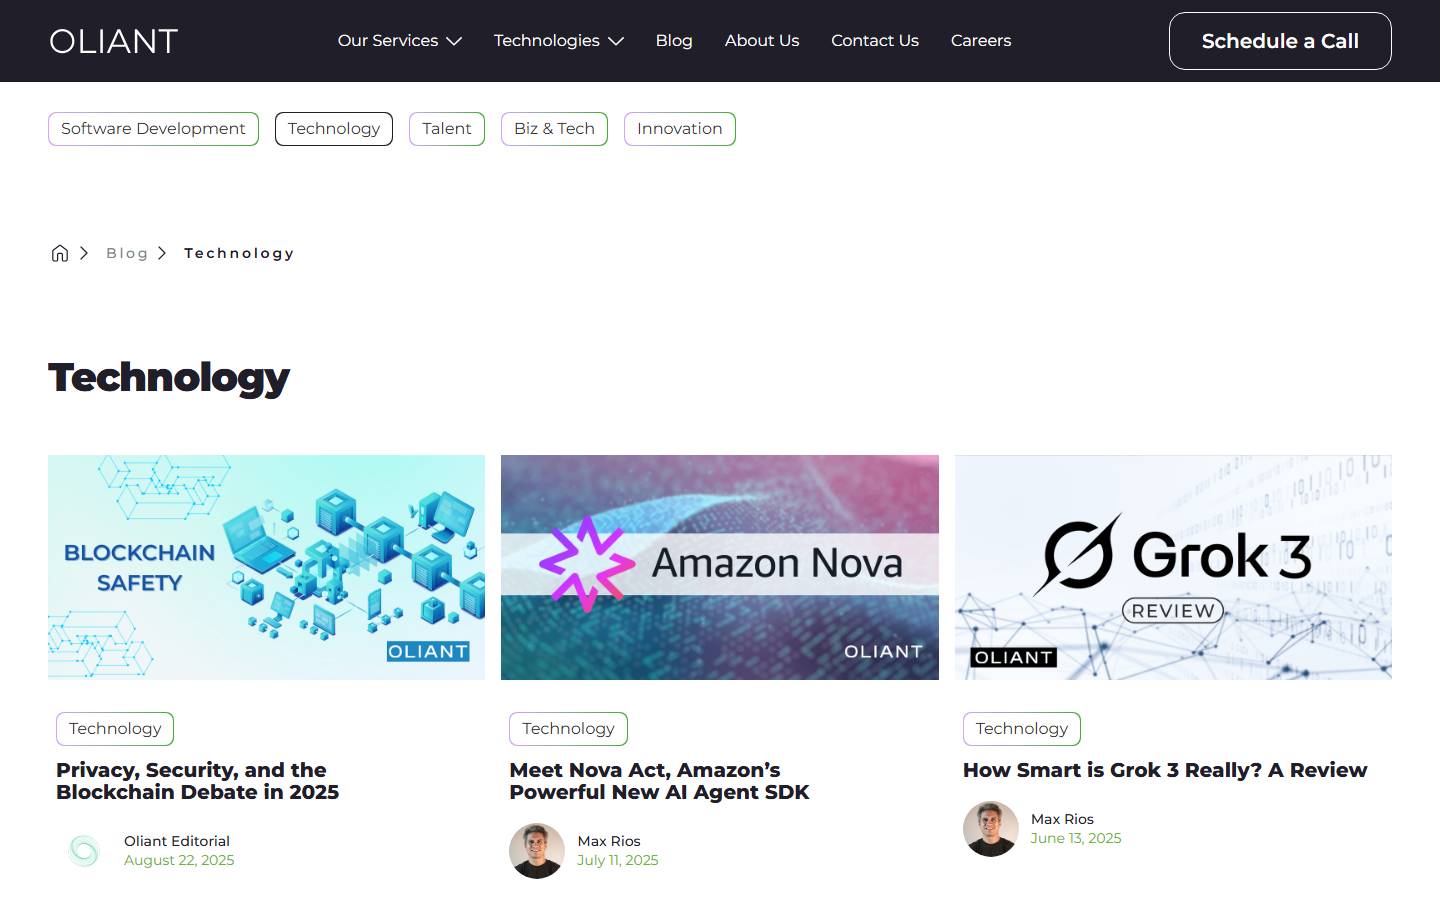 OLIANT
Our Services
Technologies
Blog
About Us
Contact Us
Careers
Schedule a Call
Software Development
Technology
Talent
Biz & Tech
Innovation
Blog
Technology
Technology
BLOCKCHAIN
SAFETY
OLIANT
Amazon Nova
OLIANT
Grok 3
REVIEW
OLIANT
Technology
Privacy, Security, and the
Blockchain Debate in 2025
Oliant Editorial
August 22, 2025
Technology
Meet Nova Act, Amazon’s
Powerful New AI Agent SDK
Max Rios
July 11, 2025
Technology
How Smart is Grok 3 Really? A Review
Max Rios
June 13, 2025